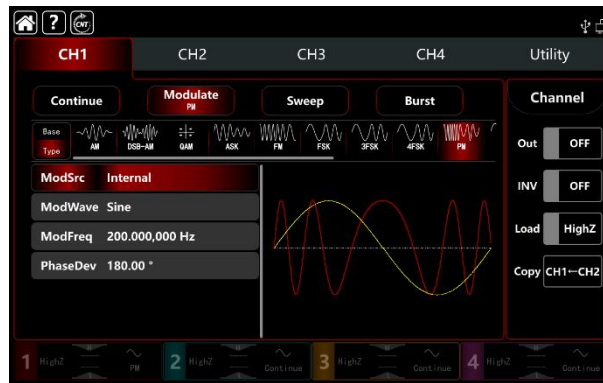 ? CNT
CH1 CH2 CH3 CH4 Utility
Continue Modulate PM Sweep Burst Channel
Base Type AM DSB-AM QAM ASK FM FSK 3FSK 4FSK PM
Out OFF
ModSrc Internal
INV OFF
ModWave Sine
ModFreq 200.000,000 Hz
Load HighZ
PhaseDev 180.00 °
Copy CH1←CH2
1 HighZ PM 2 HighZ Continue 3 HighZ Continue 4 HighZ Continue